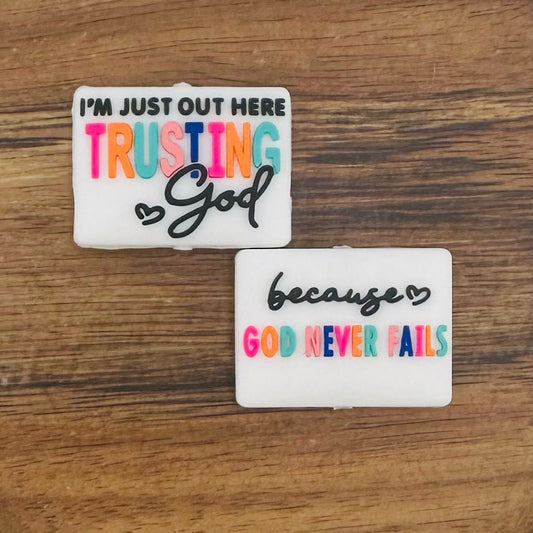 I'M JUST OUT HERE
TRUSTING
God
because
GOD NEVER FAILS